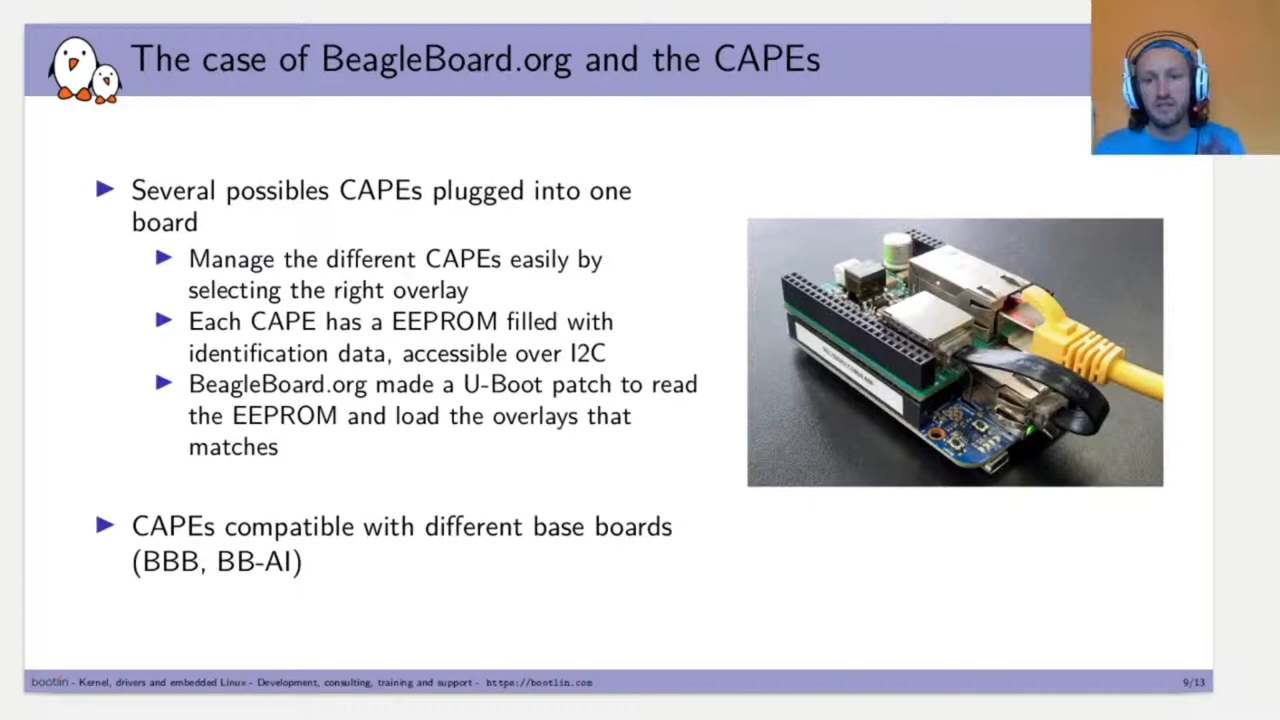 The case of BeagleBoard.org and the CAPEs
Several possibles CAPEs plugged into one
board
Manage the different CAPEs easily by
selecting the right overlay
Each CAPE has a EEPROM filled with
identification data, accessible over I2C
BeagleBoard.org made a U-Boot patch to read
the EEPROM and load the overlays that
matches
CAPEs compatible with different base boards
(BBB, BB-AI)
bootlin - Kernel, drivers and embedded Linux - Development, consulting, training and support - https://bootlin.com
9/13